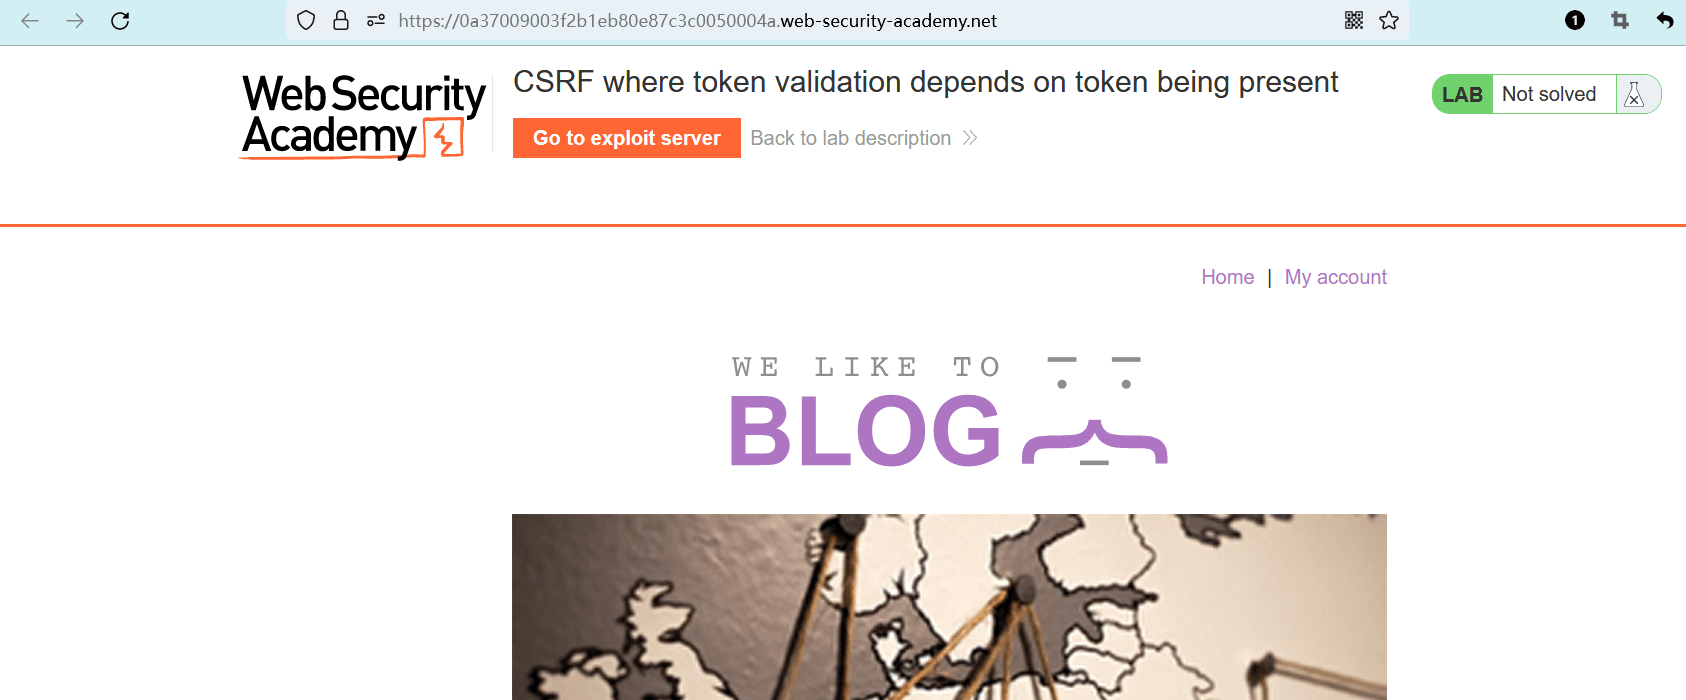 https://0a37009003f2b1eb80e87c3c0050004a.web-security-academy.net
1
Web Security
Academy
CSRF where token validation depends on token being present
Go to exploit server
Back to lab description
LAB
Not solved
Home | My account
WE LIKE TO
BLOG